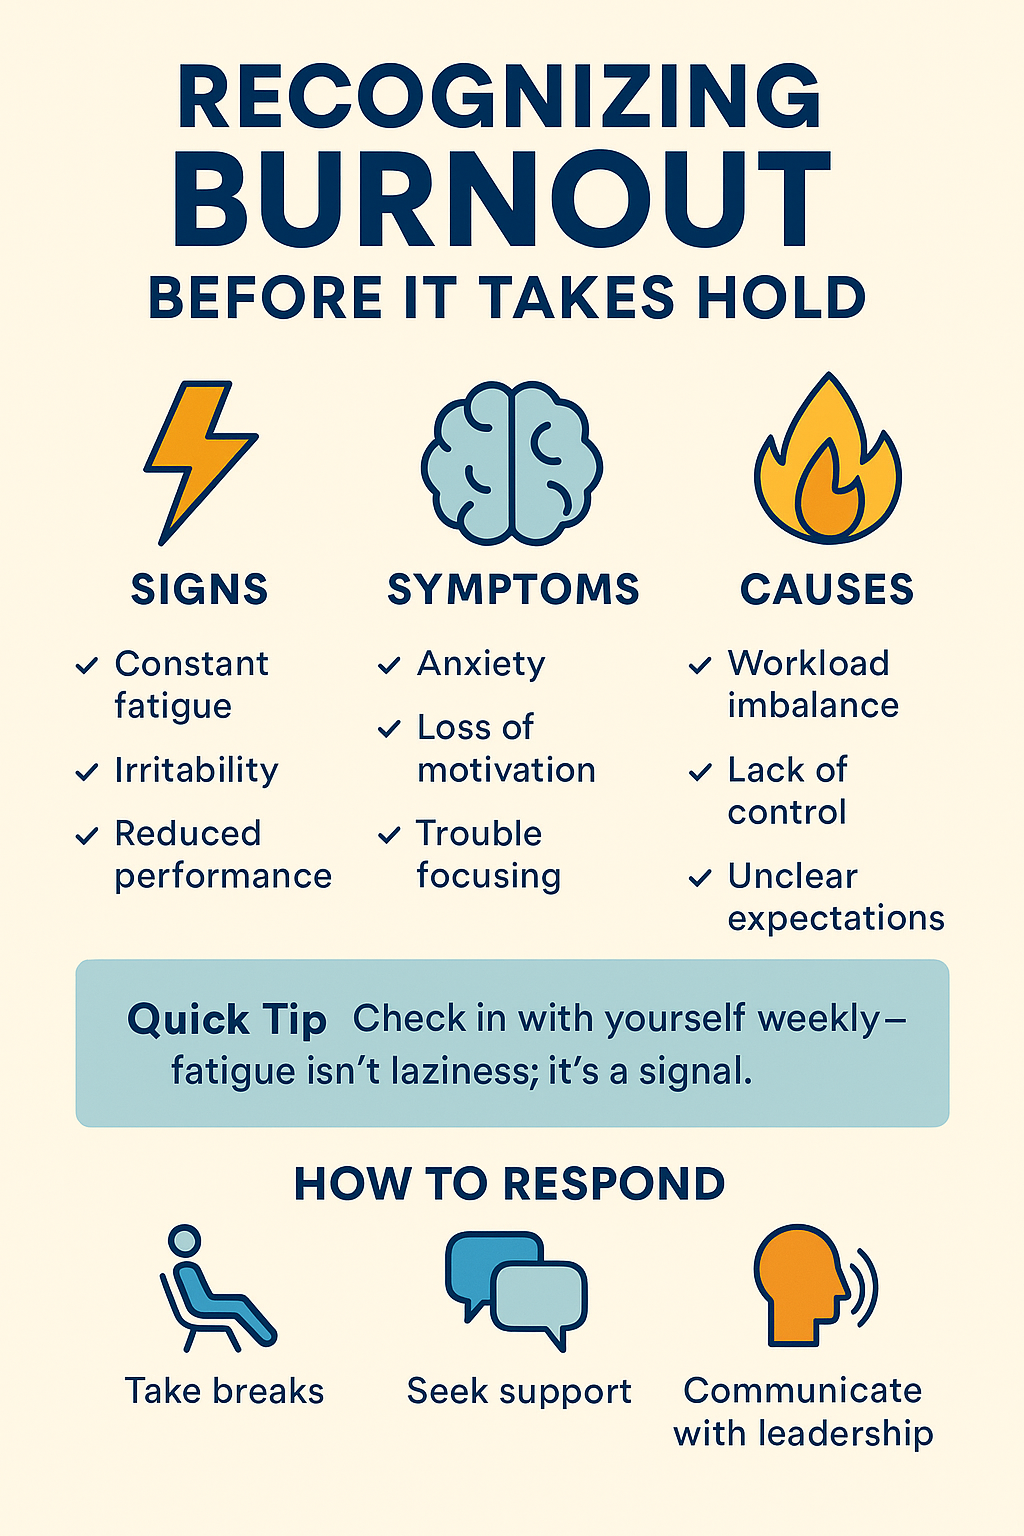 RECOGNIZING
BURNOUT
BEFORE IT TAKES HOLD
SIGNS
Constant
fatigue
Irritability
Reduced
performance
SYMPTOMS
Anxiety
Loss of
motivation
Trouble
focusing
CAUSES
Workload
imbalance
Lack of
control
Unclear
expectations
Quick Tip Check in with yourself weekly–
fatigue isn’t laziness; it’s a signal.
HOW TO RESPOND
Take breaks
Seek support
Communicate
with leadership